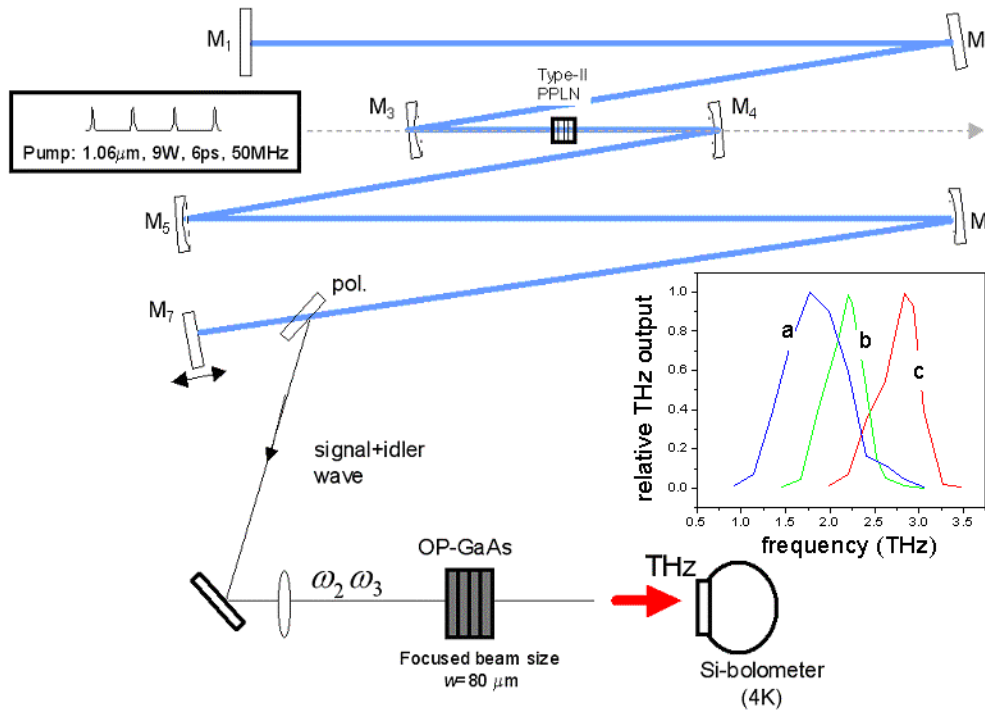 M₁
M
Type-II
PPLN
M₃
M₄
Pump: 1.06μm, 9W, 6ps, 50MHz
M₅
M
pol.
M₇
signal+idler
wave
relative THz output
1.0
0.8
0.6
0.4
0.2
0.0
a
b
c
0.5 1.0 1.5 2.0 2.5 3.0 3.5
frequency (THz)
ω₂ ω₃
OP-GaAs
THz
Focused beam size
w=80 μm
Si-bolometer
(4K)